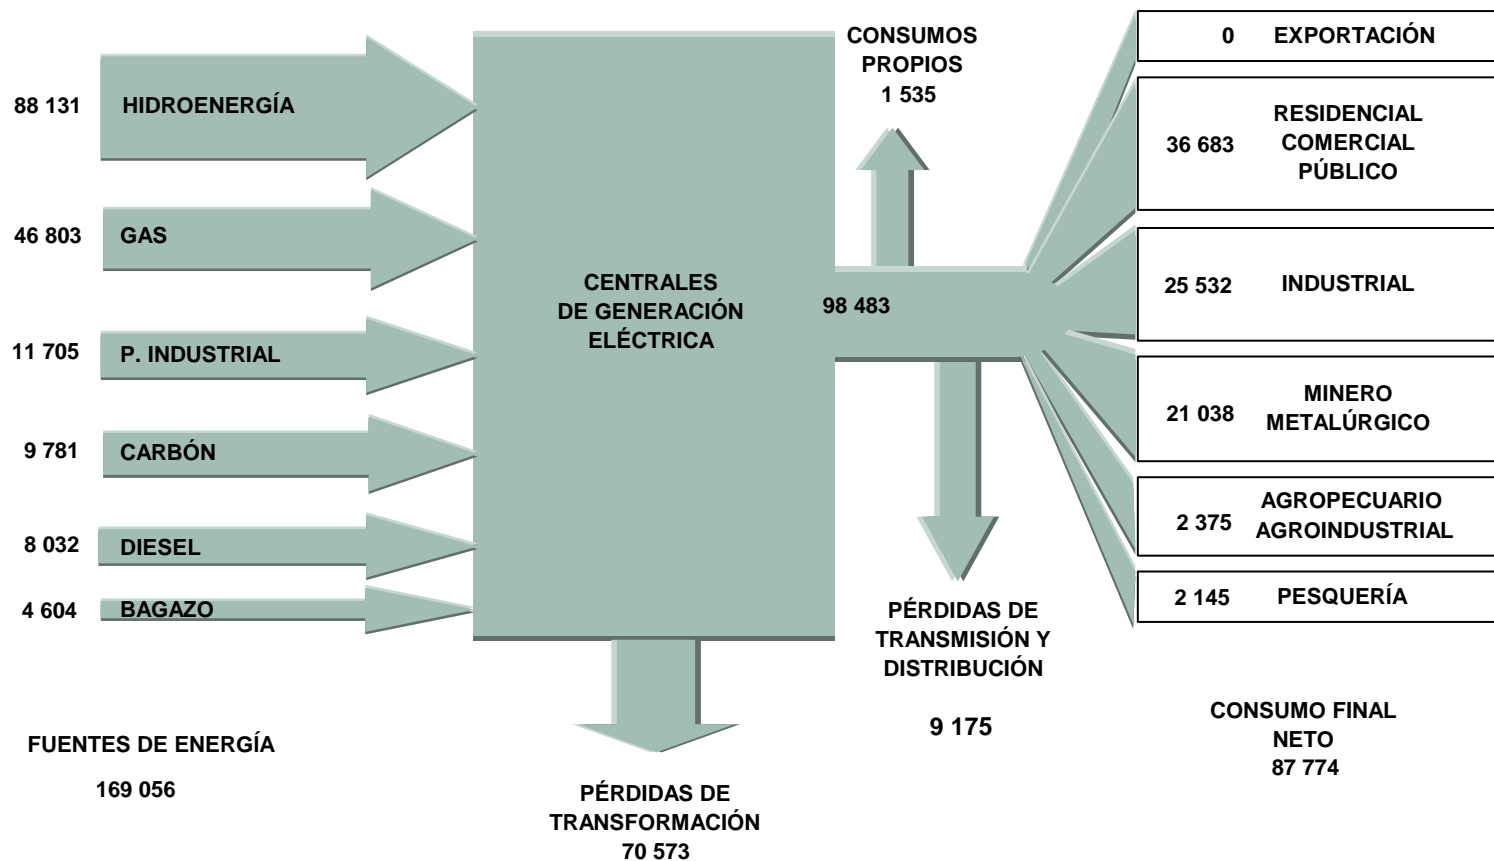 88 131 HIDROENERGÍA
46 803 GAS
11 705 P. INDUSTRIAL
9 781 CARBÓN
8 032 DIESEL
4 604 BAGAZO
FUENTES DE ENERGÍA
169 056
CENTRALES
DE GENERACIÓN
ELÉCTRICA
PÉRDIDAS DE
TRANSFORMACIÓN
70 573
98 483
CONSUMOS
PROPIOS
1 535
PÉRDIDAS DE
TRANSMISIÓN Y
DISTRIBUCIÓN
9 175
0 EXPORTACIÓN
RESIDENCIAL
36 683 COMERCIAL
PÚBLICO
25 532 INDUSTRIAL
MINERO
21 038 METALÚRGICO
AGROPECUARIO
2 375 AGROINDUSTRIAL
2 145 PESQUERÍA
CONSUMO FINAL
NETO
87 774